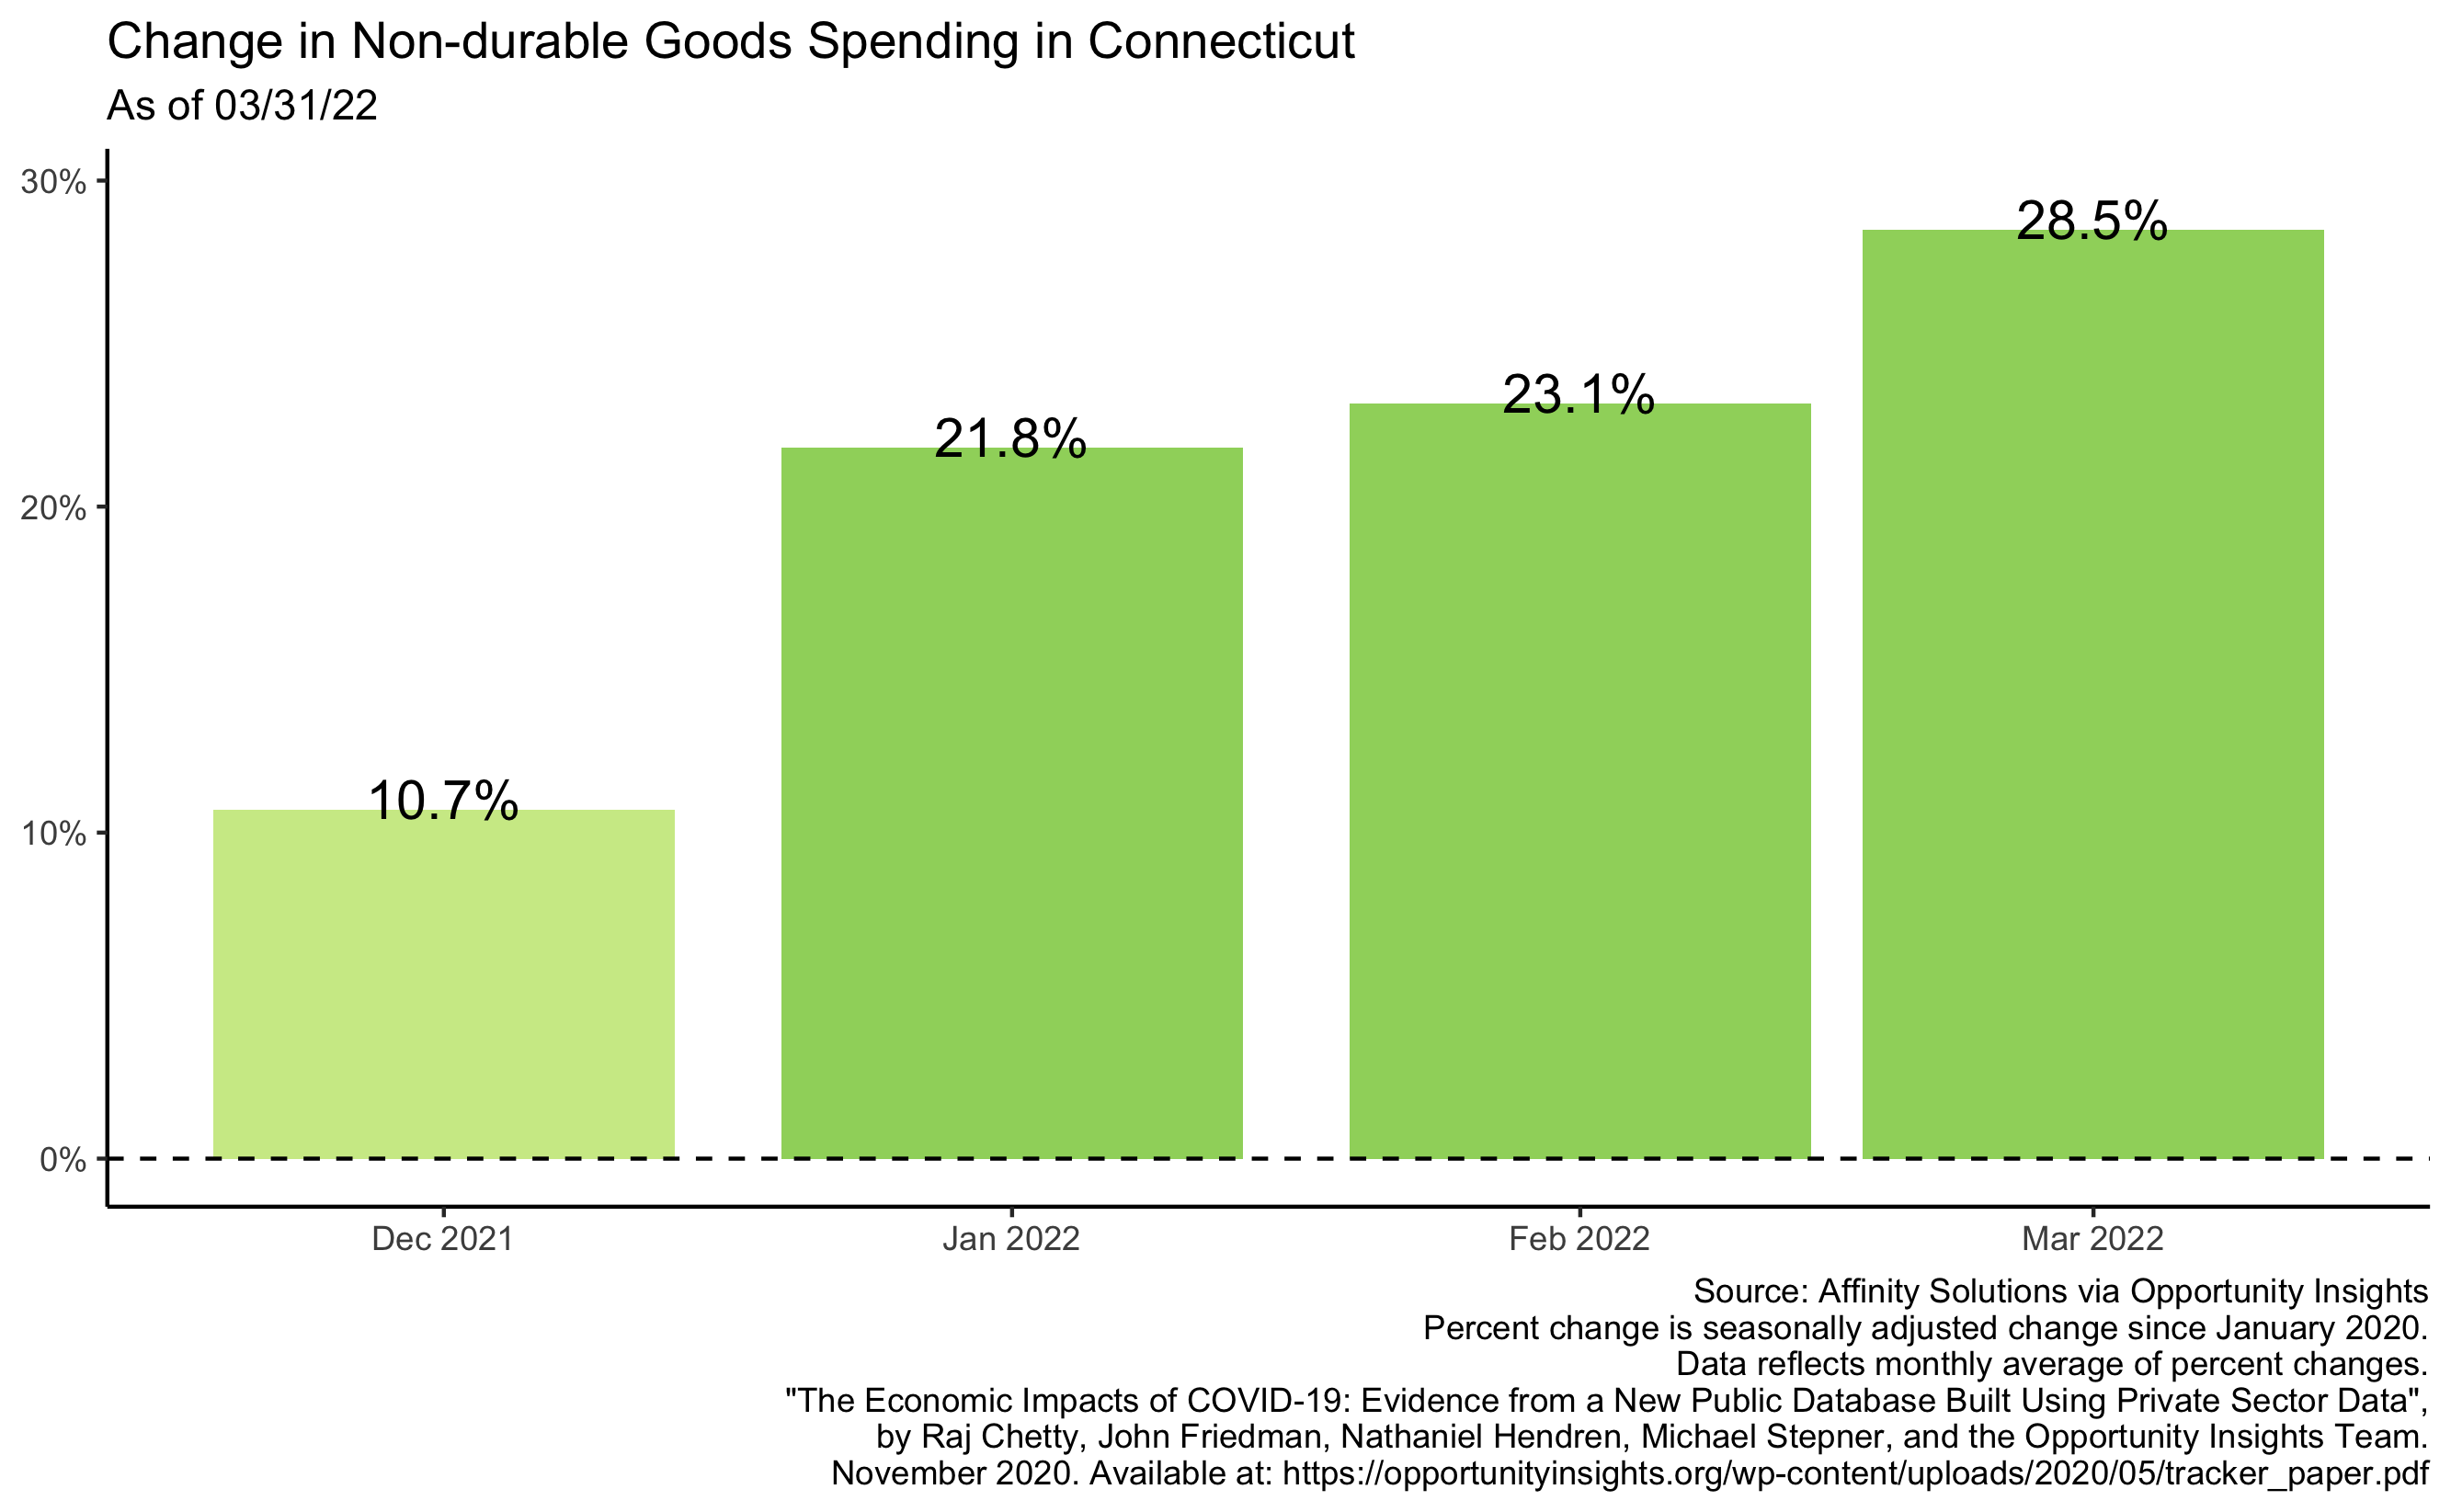 Change in Non-durable Goods Spending in Connecticut
As of 03/31/22
30%
20%
10%
0%
10.7%
21.8%
23.1%
28.5%
Dec 2021
Jan 2022
Feb 2022
Mar 2022
Source: Affinity Solutions via Opportunity Insights
Percent change is seasonally adjusted change since January 2020.
Data reflects monthly average of percent changes.
"The Economic Impacts of COVID-19: Evidence from a New Public Database Built Using Private Sector Data",
by Raj Chetty, John Friedman, Nathaniel Hendren, Michael Stepner, and the Opportunity Insights Team.
November 2020. Available at: https://opportunityinsights.org/wp-content/uploads/2020/05/tracker_paper.pdf